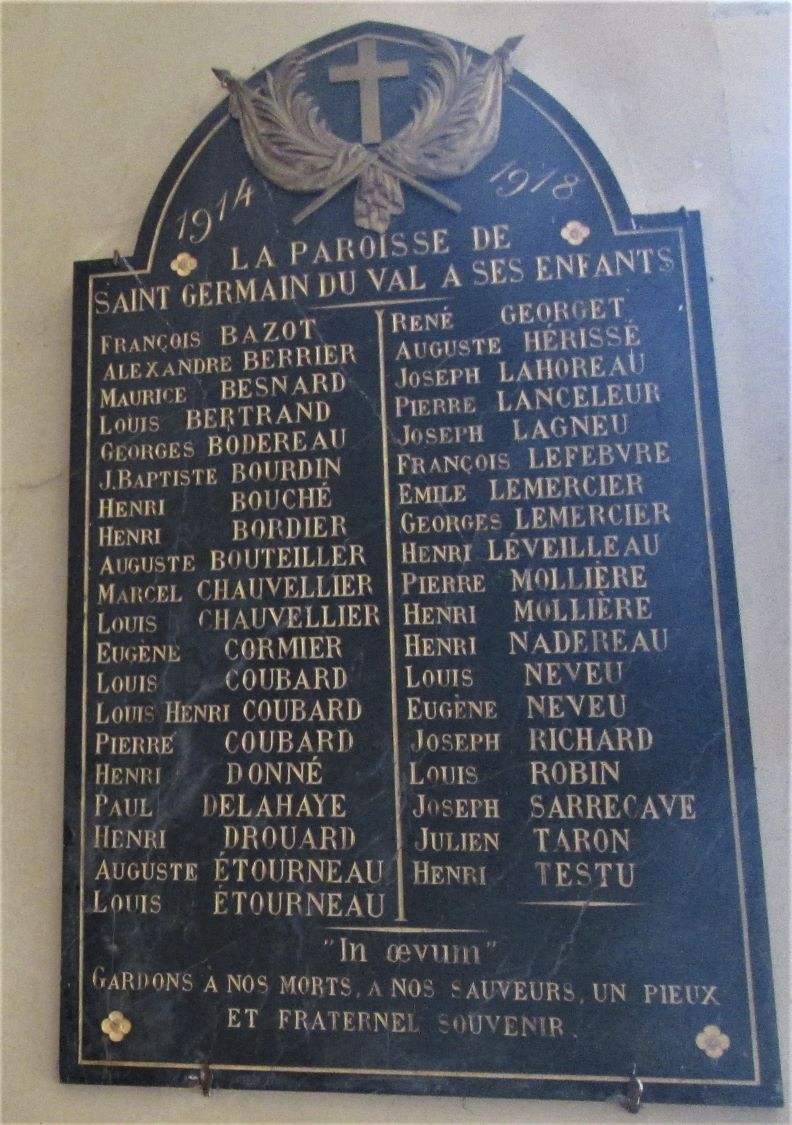 1914 1918
LA PAROISSE DE
SAINT GERMAIN DU VAL A SES ENFANTS
FRANÇOIS BAZOT
ALEXANDRE BERRIER
MAURICE BESNARD
LOUIS BERTRAND
GEORGES BODEREAU
J.BAPTISTE BOURDIN
HENRI BOUCHÉ
HENRI BORDIER
AUGUSTE BOUTEILLER
MARCEL CHAUVELLIER
LOUIS CHAUVELLIER
EUGÈNE CORMIER
LOUIS COUBARD
LOUIS HENRI COUBARD
PIERRE COUBARD
HENRI DONNÉ
PAUL DELAHAYE
HENRI DROUARD
AUGUSTE ÉTOURNEAU
LOUIS ÉTOURNEAU
RENÉ GEORGET
AUGUSTE HÉRISSÉ
JOSEPH LAHOREAU
PIERRE LANCELEUR
JOSEPH LAGNEU
FRANÇOIS LEFEBVRE
EMILE LEMERCIER
GEORGES LEMERCIER
HENRI LÉVEILLEAU
PIERRE MOLLIÈRE
HENRI MOLLIÈRE
HENRI NADEREAU
LOUIS NEVEU
EUGÈNE NEVEU
JOSEPH RICHARD
LOUIS ROBIN
JOSEPH SARRECAVE
JULIEN TARON
HENRI TESTU
"In œvum"
GARDONS À NOS MORTS, A NOS SAUVEURS, UN PIEUX
ET FRATERNEL SOUVENIR.